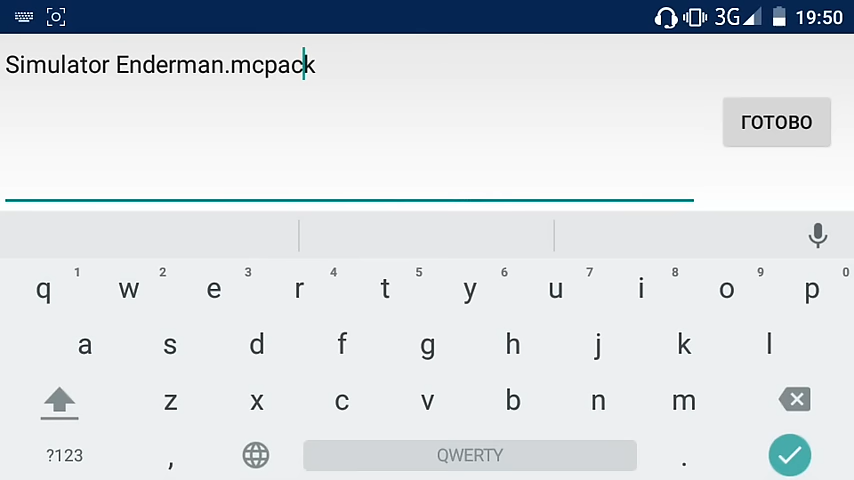 3G 19:50
Simulator Enderman.mcpack
ГОТОВО
q 1 w 2 e 3 r 4 t 5 y 6 u 7 i 8 o 9 p 0
a s d f g h j k l
z x c v b n m
?123 , QWERTY .